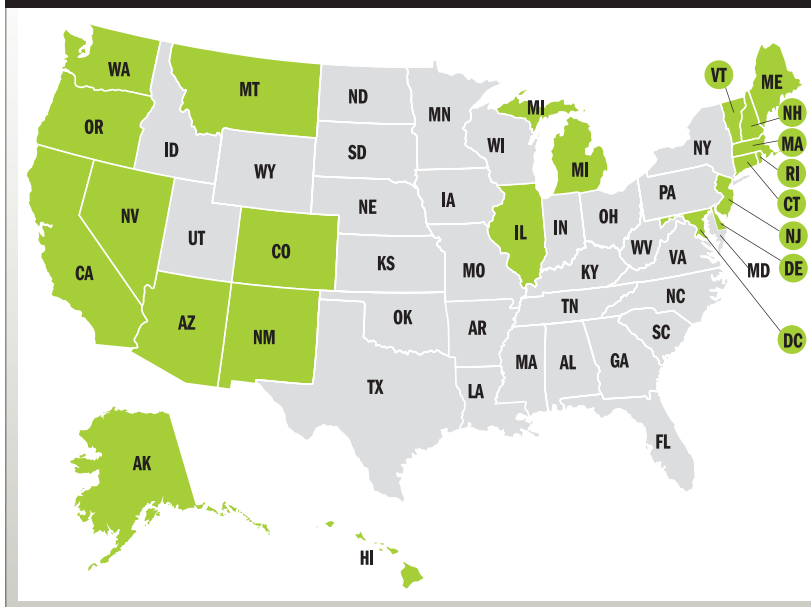 WA
MT
ND
MN
MI
VT
ME
OR
NH
ID
SD
WI
NY
MA
WY
MI
RI
IA
PA
CT
NE
NV
IL
IN
OH
NJ
UT
CO
WV
VA
DE
CA
KS
MO
KY
MD
NC
AZ
NM
OK
AR
TN
SC
DC
MA
AL
GA
TX
LA
FL
AK
HI